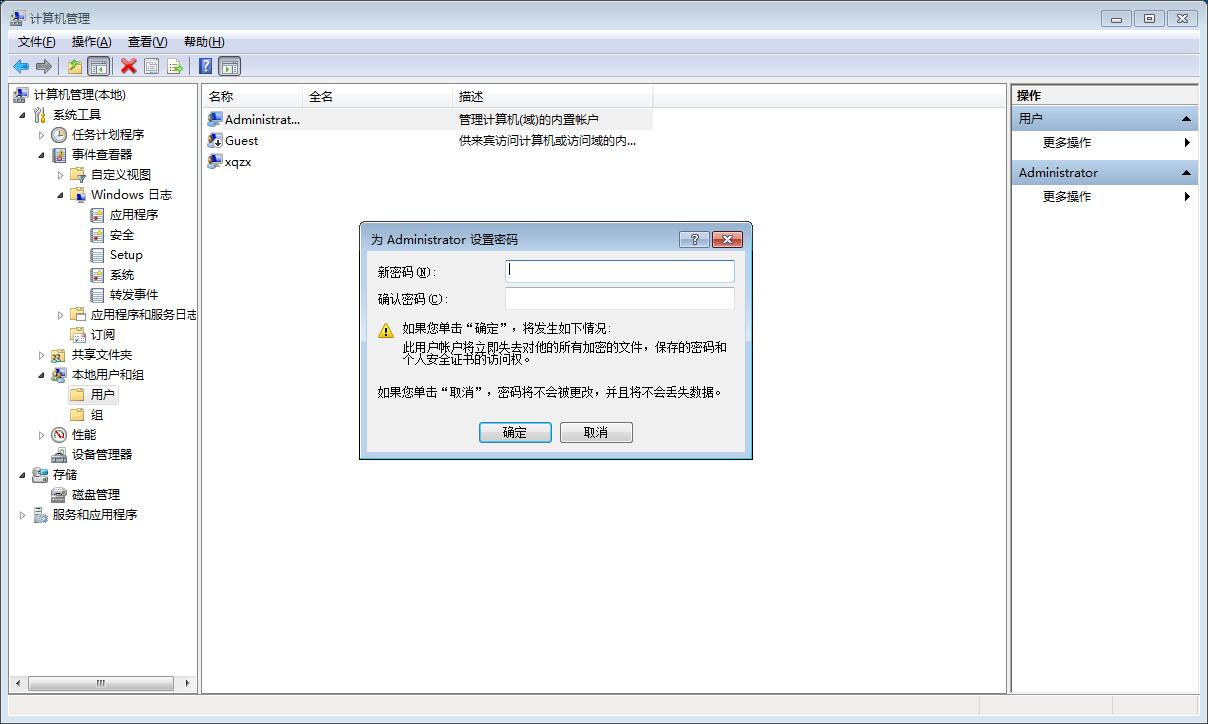 计算机管理
文件(F) 操作(A) 查看(V) 帮助(H)
计算机管理(本地)
系统工具
任务计划程序
事件查看器
自定义视图
Windows 日志
应用程序
安全
Setup
系统
转发事件
应用程序和服务日志
订阅
共享文件夹
本地用户和组
用户
组
性能
设备管理器
存储
磁盘管理
服务和应用程序
名称 全名 描述
Administrat... 管理计算机(域)的内置帐户
Guest 供来宾访问计算机或访问域的内...
xqzx
为 Administrator 设置密码
新密码(N):
确认密码(C):
如果您单击“确定”，将发生如下情况:
此用户帐户将立即失去对他的所有加密的文件，保存的密码和
个人安全证书的访问权。
如果您单击“取消”，密码将不会被更改，并且将不会丢失数据。
确定 取消
操作
用户
更多操作
Administrator
更多操作